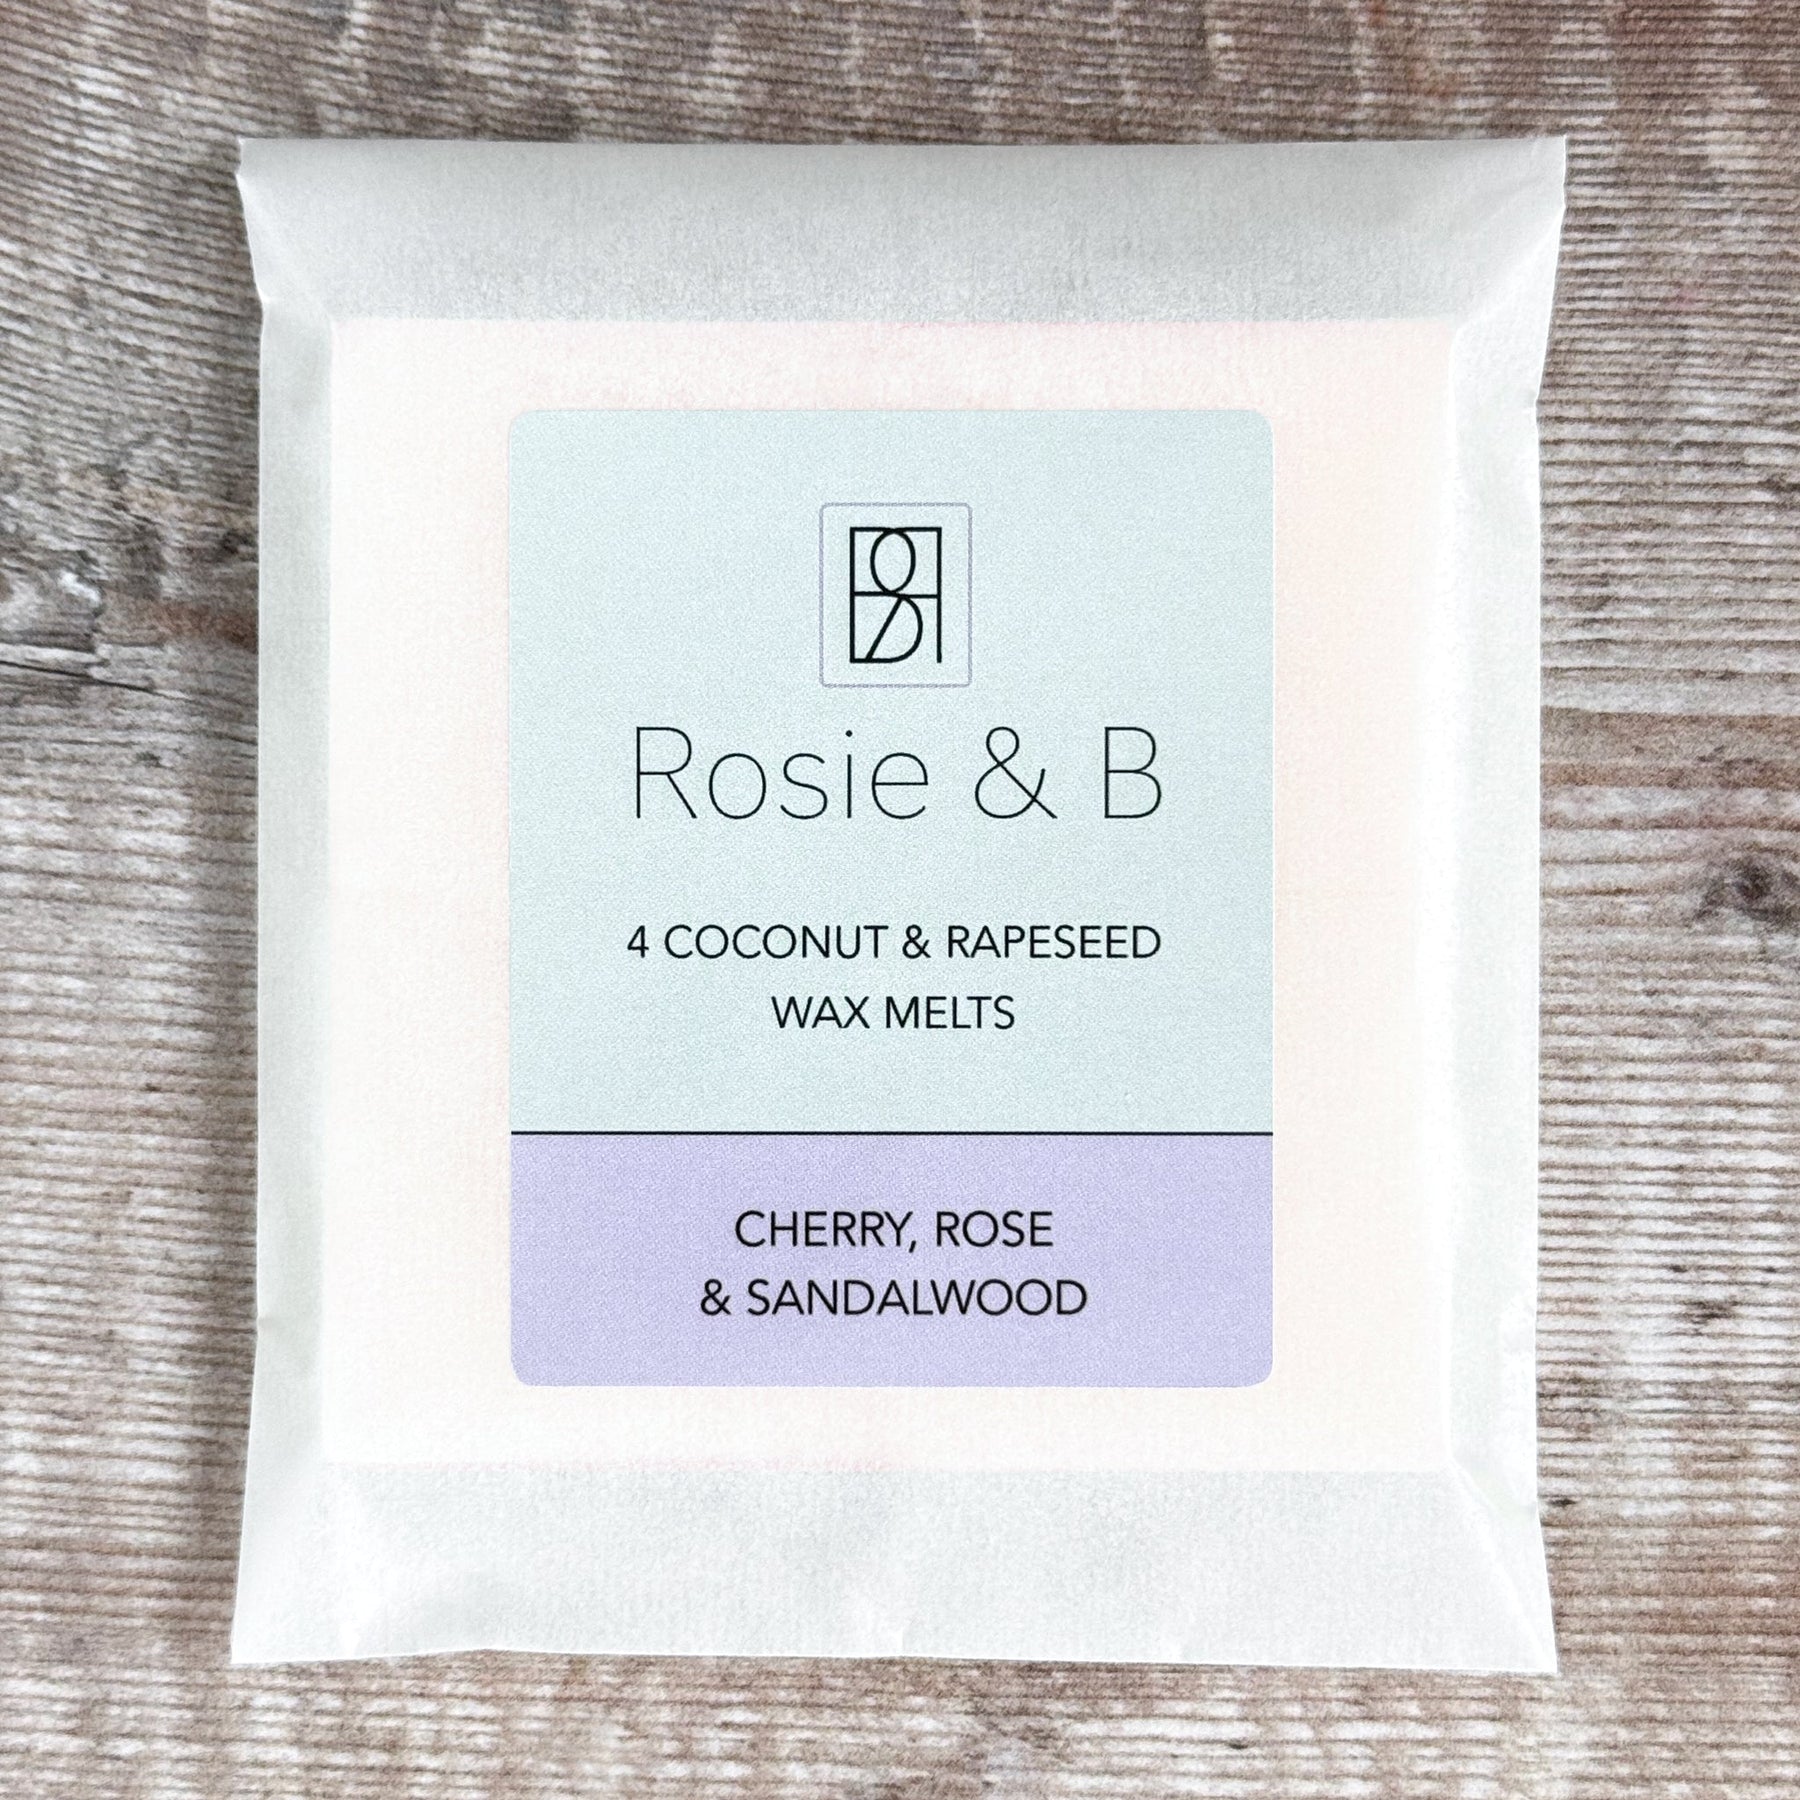 Rosie & B
4 COCONUT & RAPESEED
WAX MELTS
CHERRY, ROSE
& SANDALWOOD